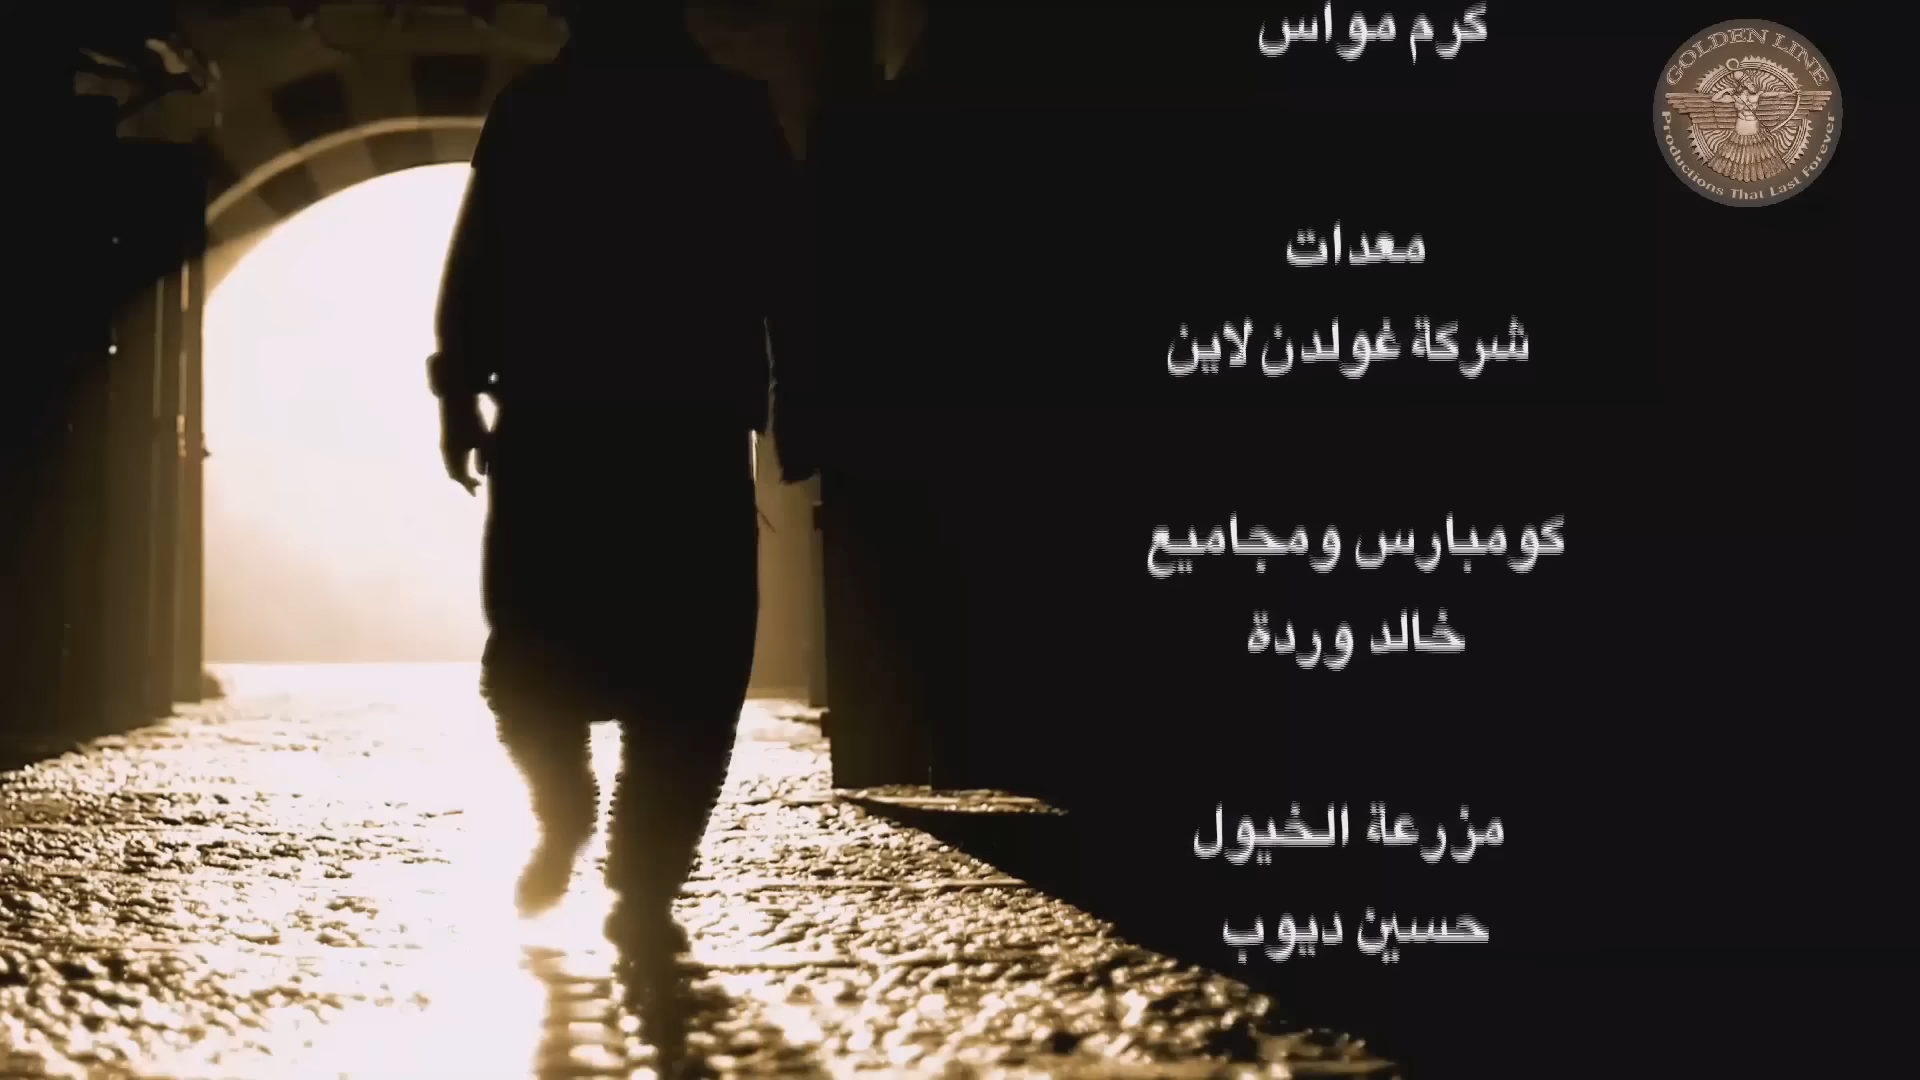 كرم مواس
GOLDEN LINE
Productions That Last Forever
معدات
شركة غولدن لاين
كومبارس ومجاميع
خالد وردة
مزرعة الخيول
حسين ديوب